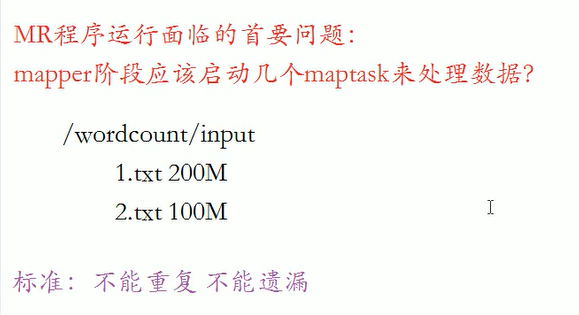 MR程序运行面临的首要问题：
mapper阶段应该启动几个maptask来处理数据？
/wordcount/input
1.txt 200M
2.txt 100M
标准：不能重复 不能遗漏